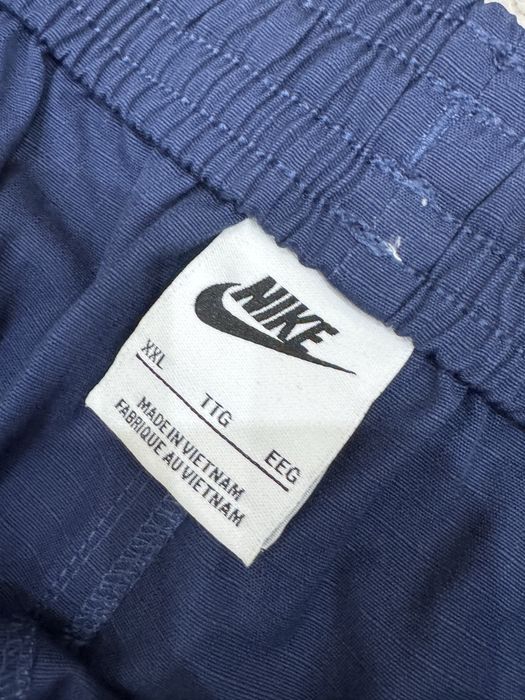 NIKE
XXL TTG EEG
MADE IN VIETNAM
FABRIQUE AU VIETNAM